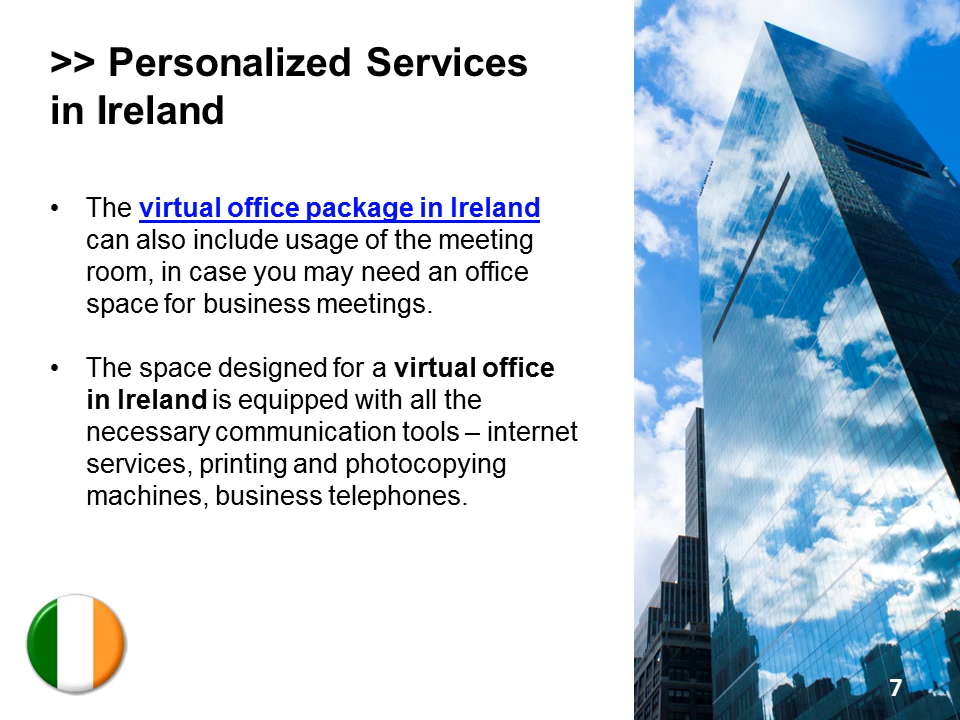 >> Personalized Services
in Ireland
• The virtual office package in Ireland
can also include usage of the meeting
room, in case you may need an office
space for business meetings.
• The space designed for a virtual office
in Ireland is equipped with all the
necessary communication tools – internet
services, printing and photocopying
machines, business telephones.
7